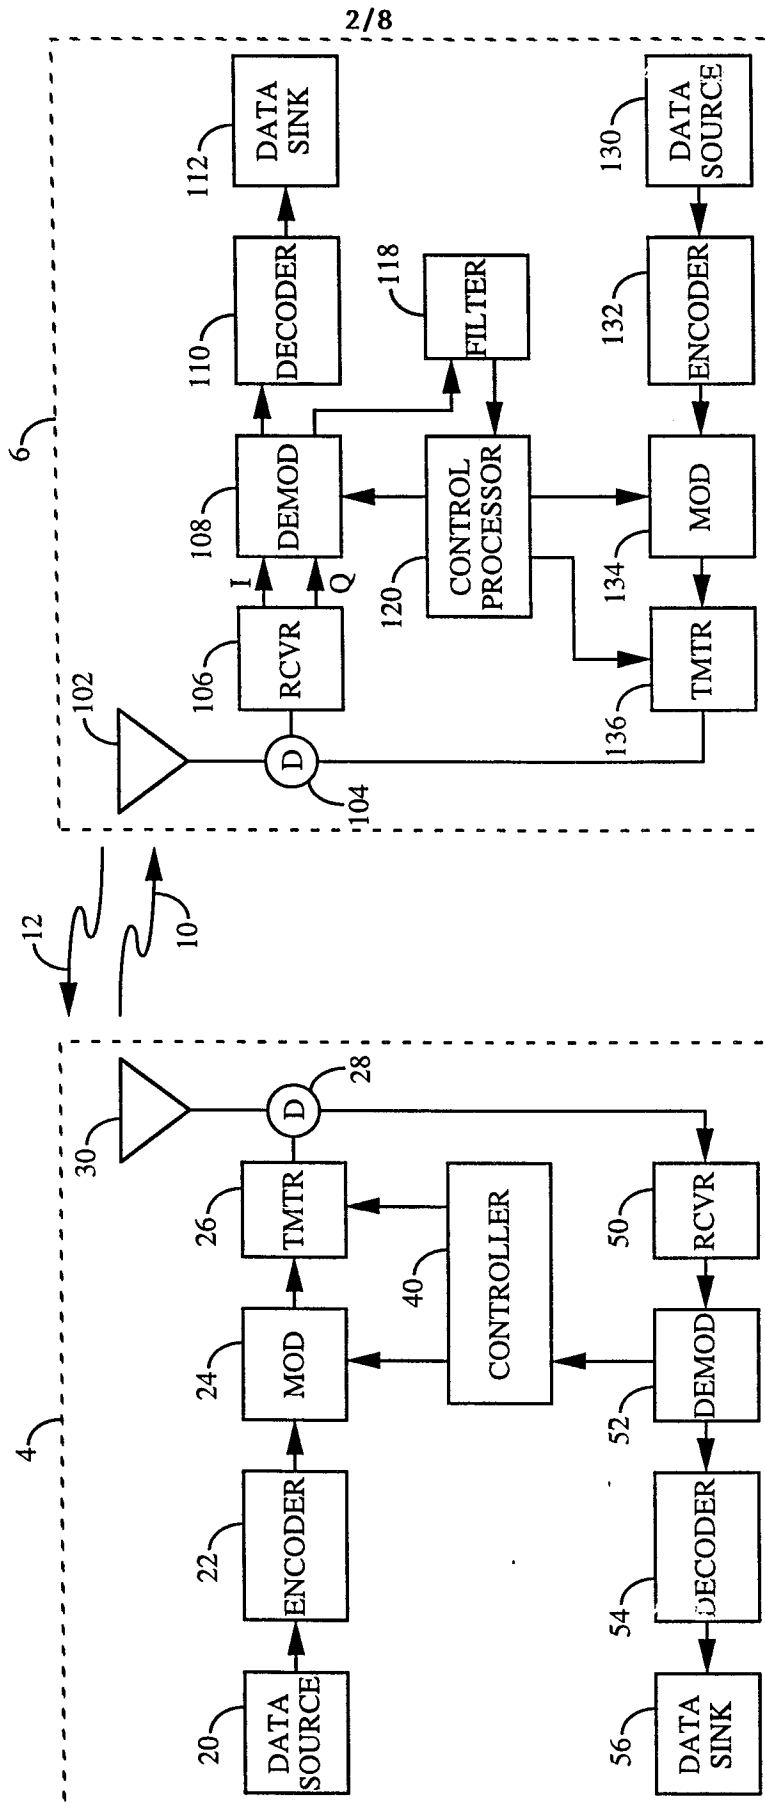 2/8
4
20
DATA
SOURCE
22
ENCODER
24
MOD
26
TMTR
28
D
30
40
CONTROLLER
50
RCVR
52
DEMOD
54
DECODER
56
DATA
SINK
12
10
6
102
104
D
106
RCVR
I
Q
108
DEMOD
110
DECODER
112
DATA
SINK
118
FILTER
120
CONTROL
PROCESSOR
130
DATA
SOURCE
132
ENCODER
134
MOD
136
TMTR